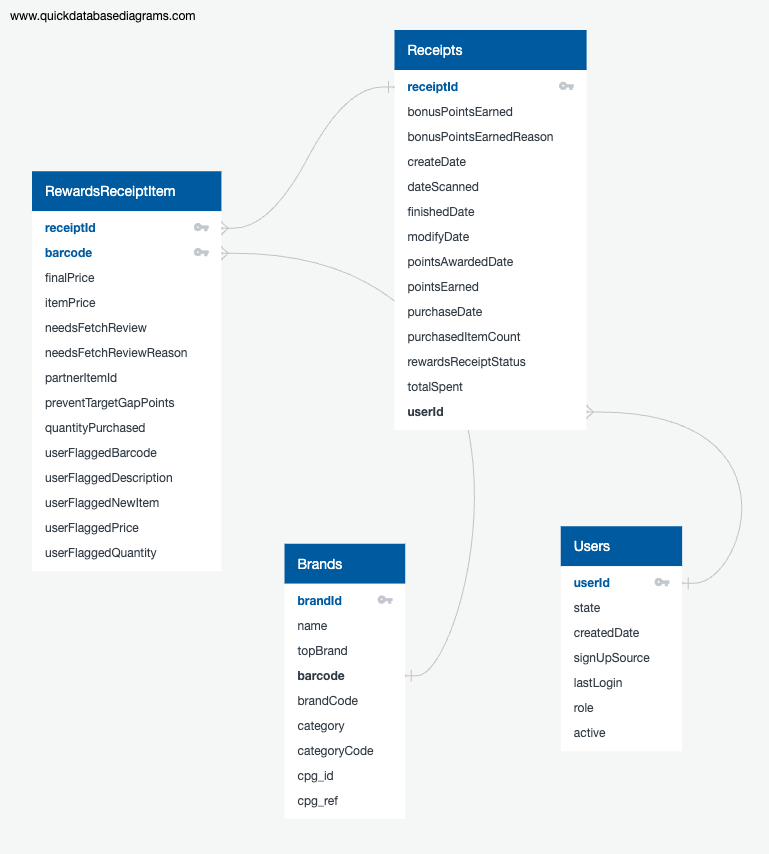 www.quickdatabasediagrams.com
Receipts
receiptId
bonusPointsEarned
bonusPointsEarnedReason
createDate
dateScanned
finishedDate
modifyDate
pointsAwardedDate
pointsEarned
purchaseDate
purchasedItemCount
rewardsReceiptStatus
totalSpent
userId
RewardsReceiptItem
receiptId
barcode
finalPrice
itemPrice
needsFetchReview
needsFetchReviewReason
partnerItemId
preventTargetGapPoints
quantityPurchased
userFlaggedBarcode
userFlaggedDescription
userFlaggedNewItem
userFlaggedPrice
userFlaggedQuantity
Brands
brandId
name
topBrand
barcode
brandCode
category
categoryCode
cpg_id
cpg_ref
Users
userId
state
createdDate
signUpSource
lastLogin
role
active